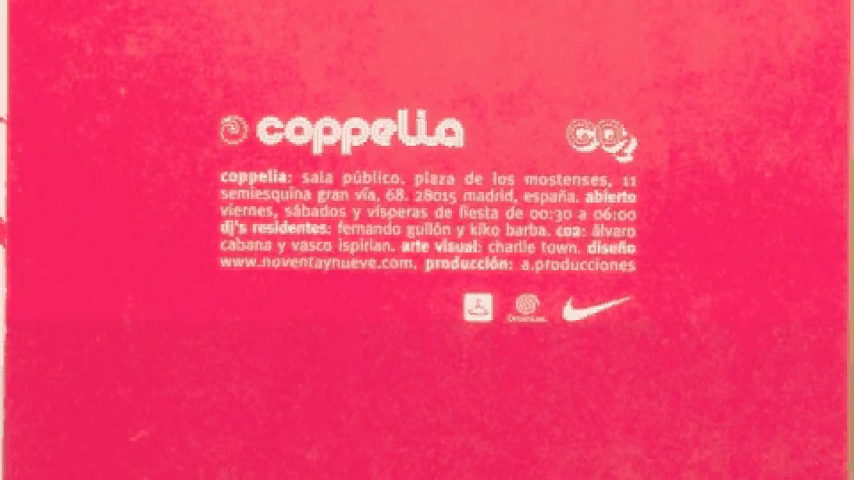 coppelia CO2
coppelia: sala público. plaza de los mostenses, 11
semiesquina gran vía, 68. 28015 madrid, españa. abierto
viernes, sábados y vísperas de fiesta de 00:30 a 06:00
dj's residentes: fernando gullón y kiko barba. co2: álvaro
cabana y vasco ispirian. arte visual: charlie town. diseño
www.noventaynueve.com. producción: a.producciones
Dreamcast